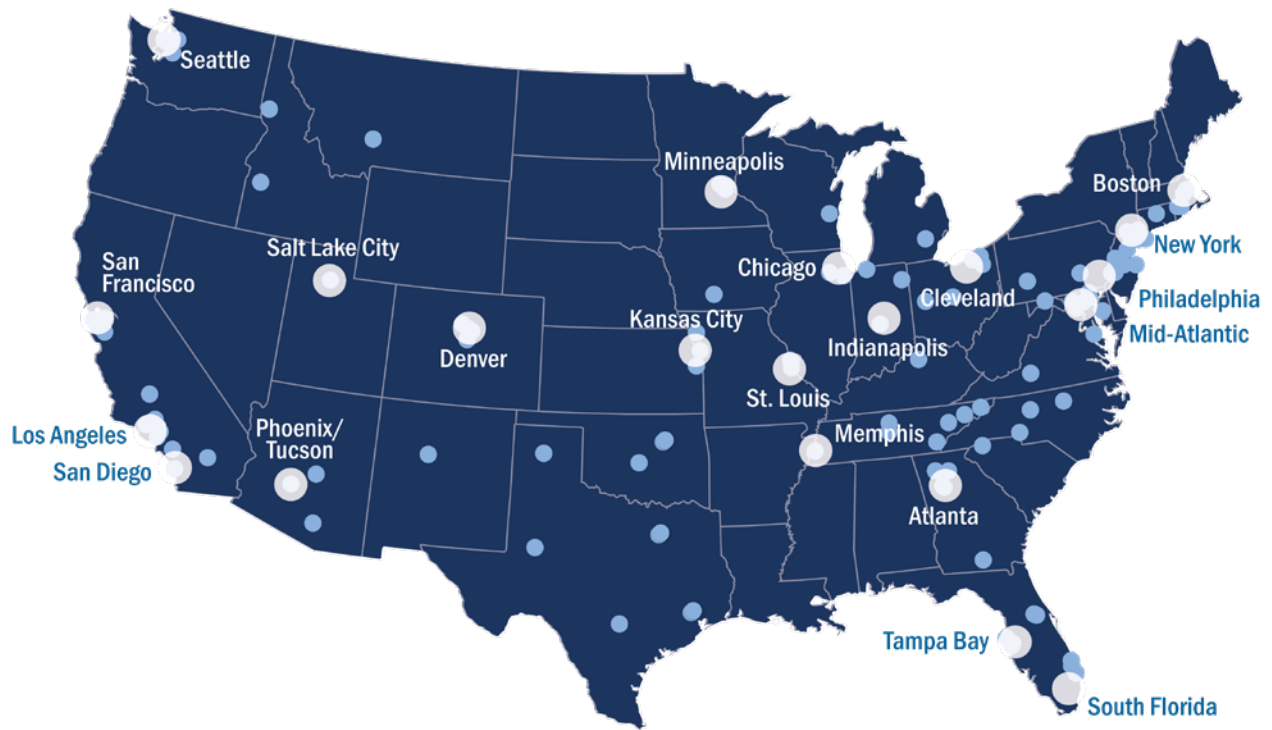 Seattle
Minneapolis
Boston
New York
Salt Lake City
San
Francisco
Chicago
Cleveland
Philadelphia
Kansas City
Mid-Atlantic
Denver
Indianapolis
St. Louis
Los Angeles
Phoenix/
Tucson
Memphis
San Diego
Atlanta
Tampa Bay
South Florida